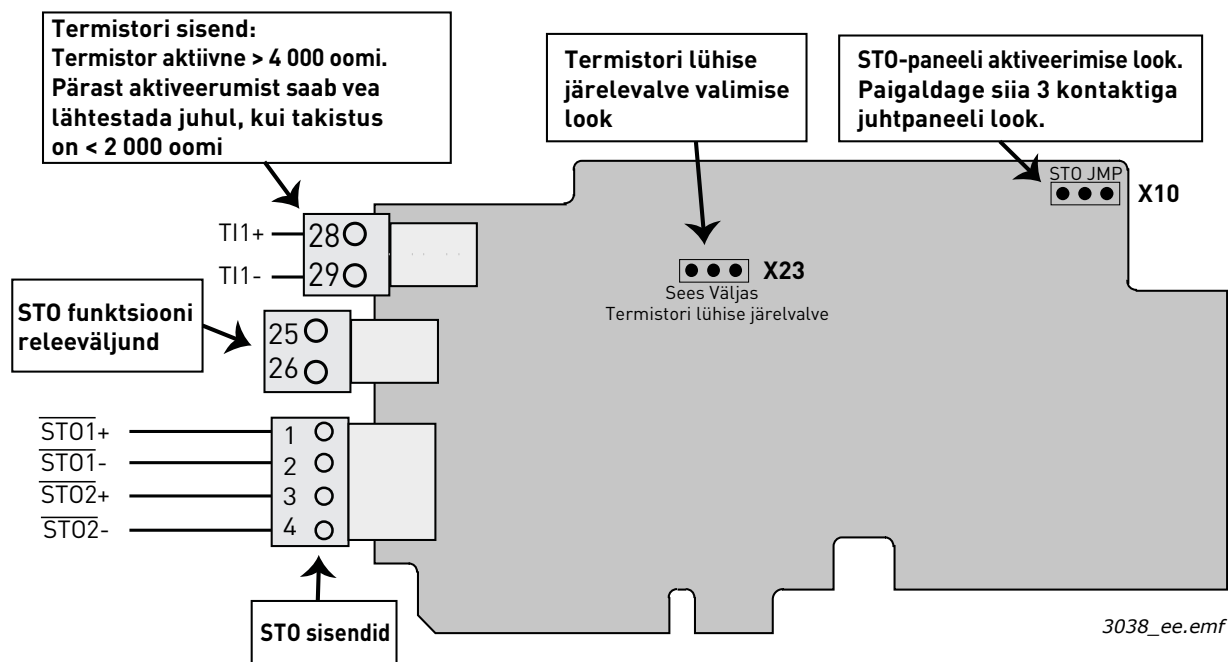 Termistori sisend:
Termistor aktiivne > 4 000 oomi.
Pärast aktiveerumist saab vea
lähtestada juhul, kui takistus
on < 2 000 oomi
Termistori lühise
järelevalve valimise
look
STO-paneeli aktiveerimise look.
Paigaldage siia 3 kontaktiga
juhtpaneeli look.
STO JMP
X10
TI1+
28
TI1-
29
X23
Sees Väljas
Termistori lühise järelvalve
STO funktsiooni
releeväljund
25
26
STO1+
1
STO1-
2
STO2+
3
STO2-
4
STO sisendid
3038_ee.emf